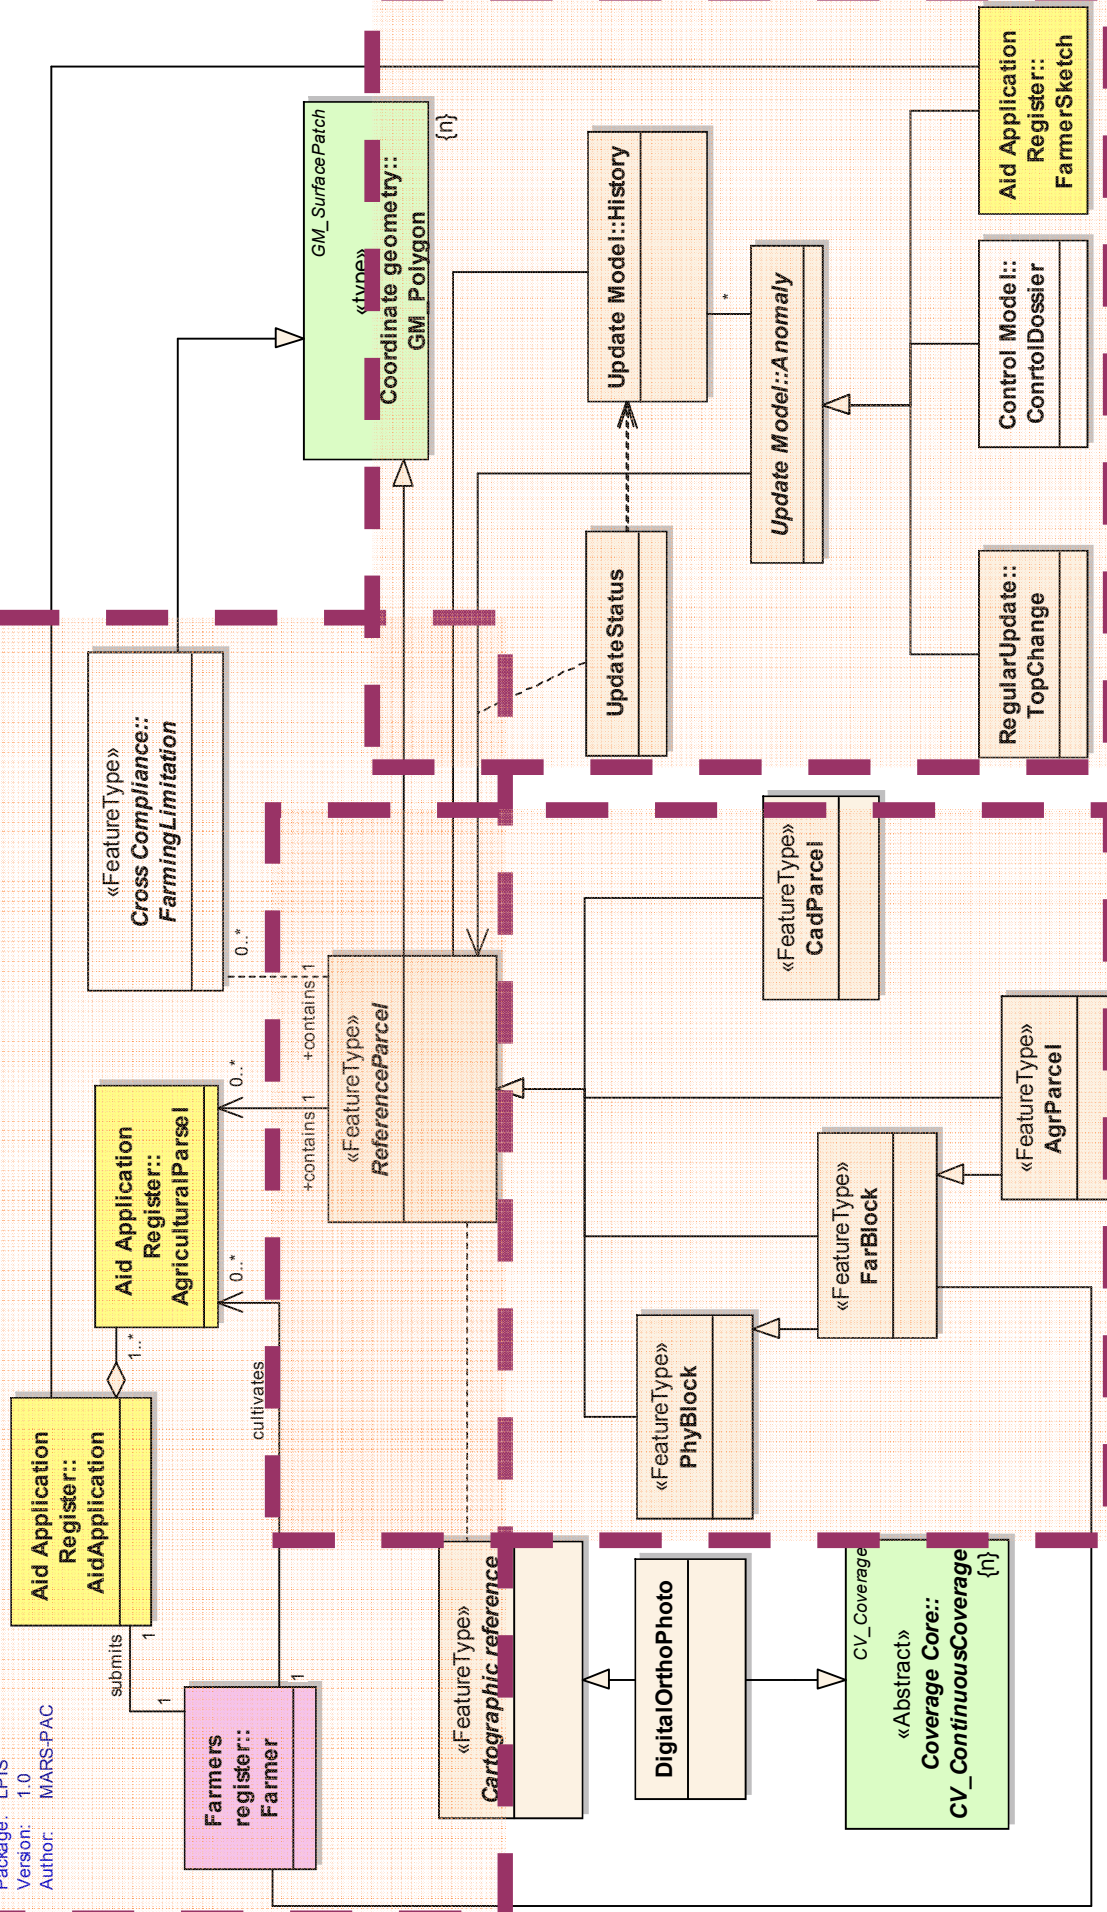 Package: LPIS
Version: 1.0
Author: MARS-PAC
Farmers
register::
Farmer
submits
1
1
1
Aid Application
Register::
AidApplication
1..*
Aid Application
Register::
AgriculturalParsel
0..*
0..*
cultivates
«FeatureType»
Cross Compliance::
FarmingLimitation
0..*
+contains 1
+contains 1
«FeatureType»
ReferenceParcel
GM_SurfacePatch
«type»
Coordinate geometry::
GM_Polygon
{n}
Update Model::History
*
Update Model::Anomaly
UpdateStatus
Aid Application
Register::
FarmerSketch
Control Model::
ConrtolDossier
RegularUpdate::
TopChange
«FeatureType»
CadParcel
«FeatureType»
AgrParcel
«FeatureType»
FarBlock
«FeatureType»
PhyBlock
«FeatureType»
Cartographic reference
DigitalOrthoPhoto
CV_Coverage
«Abstract»
Coverage Core::
CV_ContinuousCoverage
{n}